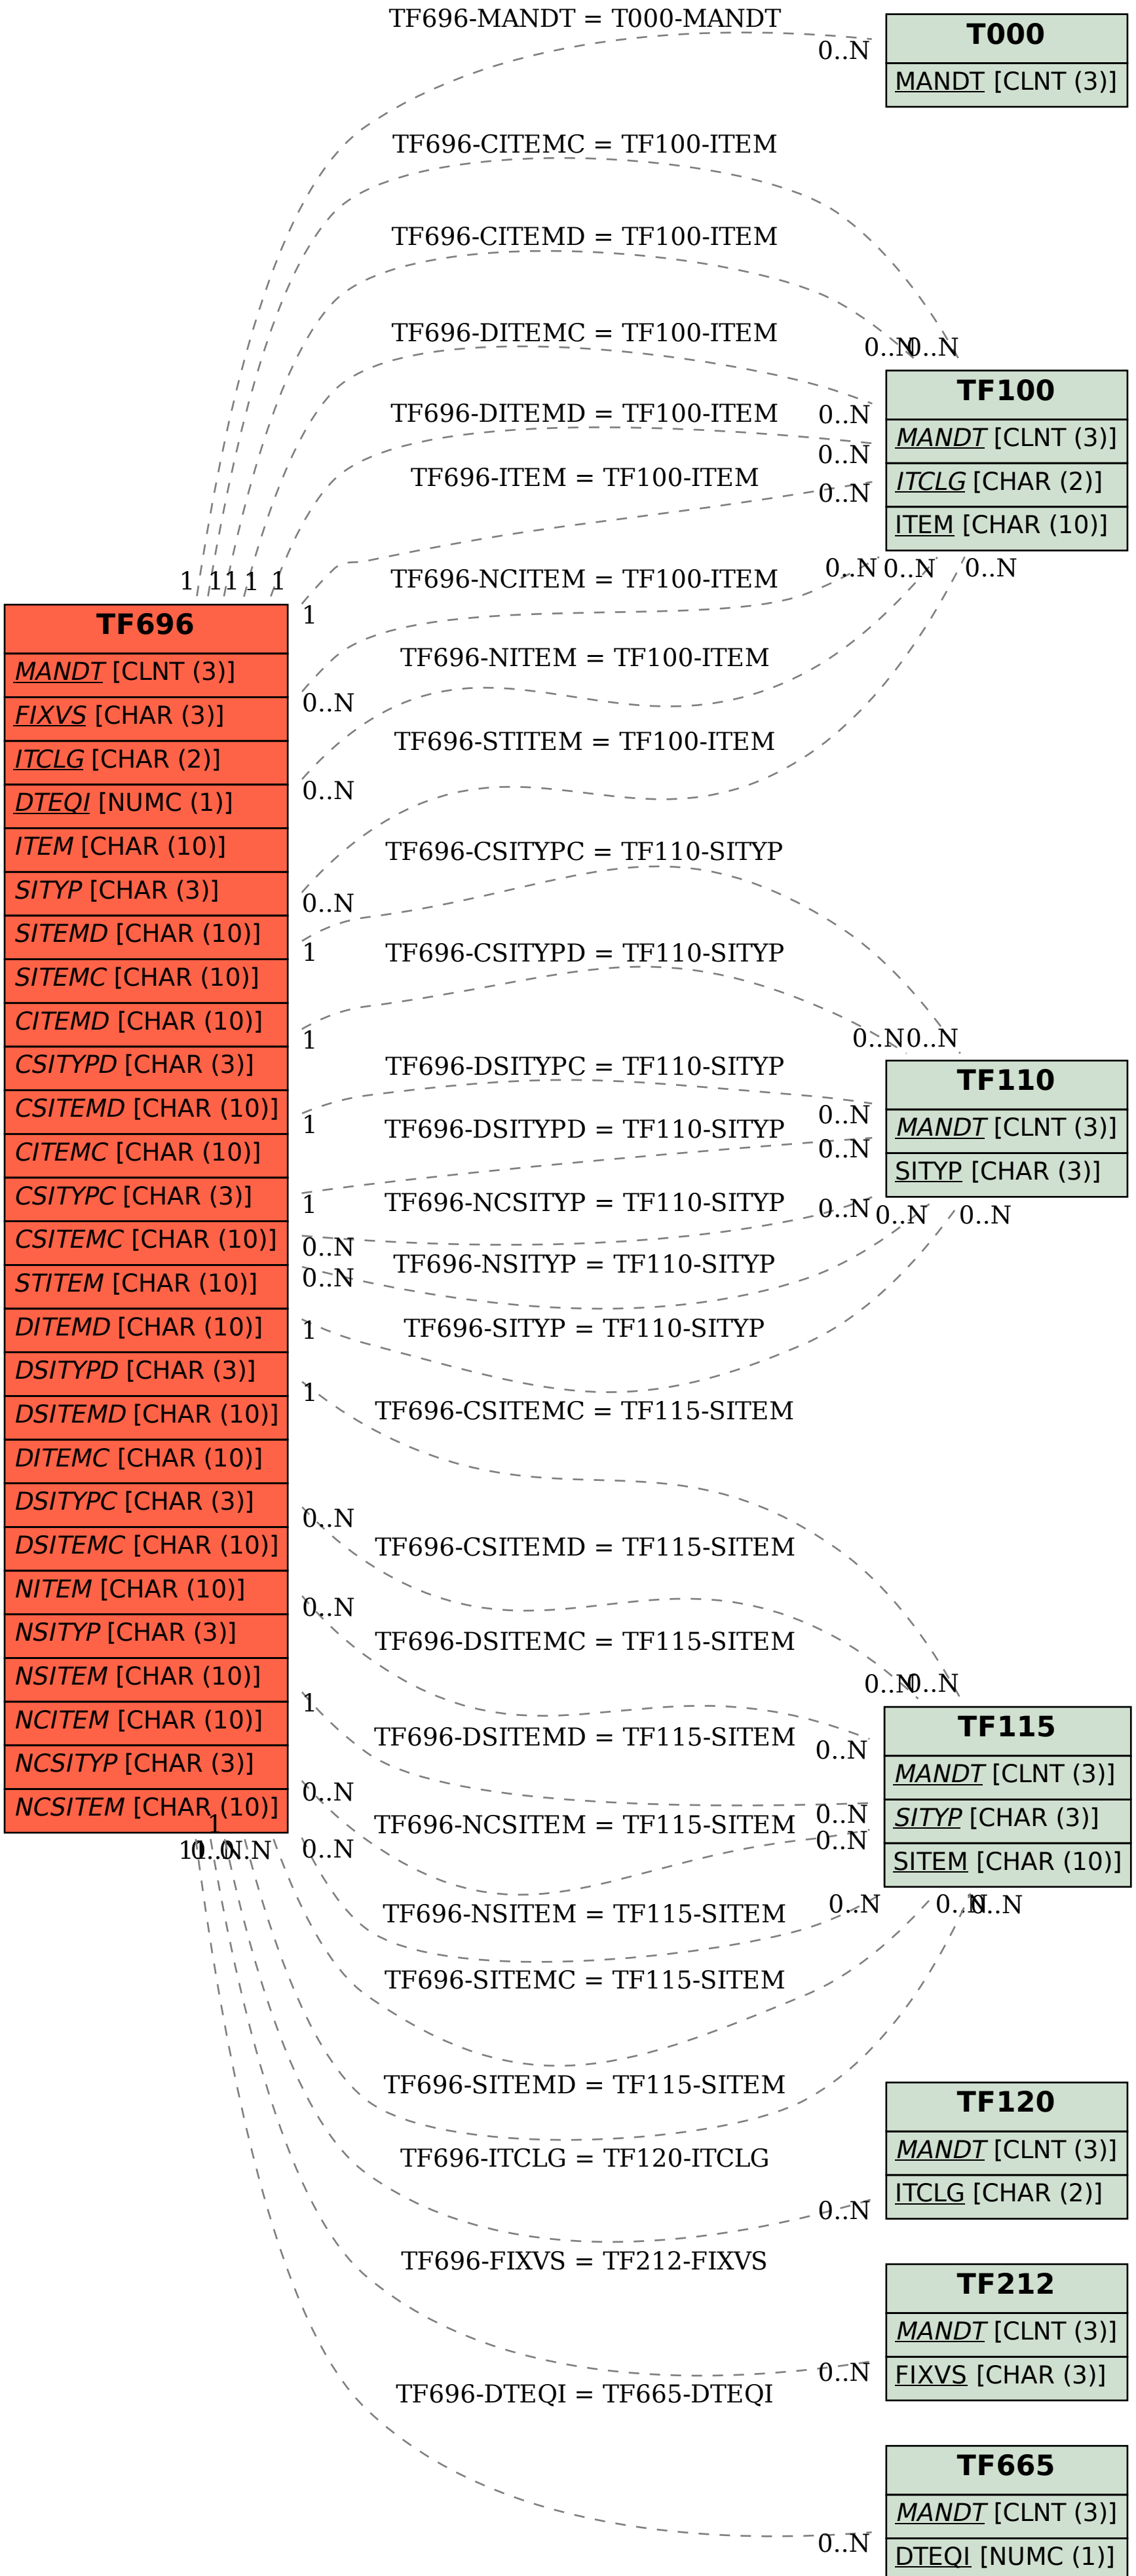 TF696-MANDT = T000-MANDT
0..N
T000
MANDT [CLNT (3)]
TF696-CITEMC = TF100-ITEM
TF696-CITEMD = TF100-ITEM
TF696-DITEMC = TF100-ITEM
0..N
0..N
TF100
MANDT [CLNT (3)]
ITCLG [CHAR (2)]
ITEM [CHAR (10)]
TF696-DITEMD = TF100-ITEM
0..N
0..N
TF696-ITEM = TF100-ITEM
0..N
TF696-NCITEM = TF100-ITEM
0..N
0..N
0..N
1
1
1
1
1
1
TF696
MANDT [CLNT (3)]
FIXVS [CHAR (3)]
ITCLG [CHAR (2)]
DTEQI [NUMC (1)]
ITEM [CHAR (10)]
SITYP [CHAR (3)]
SITEMD [CHAR (10)]
SITEMC [CHAR (10)]
CITEMD [CHAR (10)]
CSITYPD [CHAR (3)]
CSITEMD [CHAR (10)]
CITEMC [CHAR (10)]
CSITYPC [CHAR (3)]
CSITEMC [CHAR (10)]
STITEM [CHAR (10)]
DITEMD [CHAR (10)]
DSITYPD [CHAR (3)]
DSITEMD [CHAR (10)]
DITEMC [CHAR (10)]
DSITYPC [CHAR (3)]
DSITEMC [CHAR (10)]
NITEM [CHAR (10)]
NSITYP [CHAR (3)]
NSITEM [CHAR (10)]
NCITEM [CHAR (10)]
NCSITYP [CHAR (3)]
NCSITEM [CHAR (10)]
TF696-NITEM = TF100-ITEM
0..N
TF696-STITEM = TF100-ITEM
0..N
TF696-CSITYPC = TF110-SITYP
0..N
1
TF696-CSITYPD = TF110-SITYP
1
0..N
0..N
TF110
MANDT [CLNT (3)]
SITYP [CHAR (3)]
TF696-DSITYPC = TF110-SITYP
0..N
1
TF696-DSITYPD = TF110-SITYP
0..N
1
TF696-NCSITYP = TF110-SITYP
0..N
0..N
0..N
0..N
TF696-NSITYP = TF110-SITYP
0..N
TF696-SITYP = TF110-SITYP
1
1
TF696-CSITEMC = TF115-SITEM
0..N
TF696-CSITEMD = TF115-SITEM
0..N
TF696-DSITEMC = TF115-SITEM
0..N
0..N
TF115
MANDT [CLNT (3)]
SITYP [CHAR (3)]
SITEM [CHAR (10)]
1
TF696-DSITEMD = TF115-SITEM
0..N
0..N
TF696-NCSITEM = TF115-SITEM
0..N
0..N
1
1
0..N
0..N
TF696-NSITEM = TF115-SITEM
0..N
0..N
0..N
TF696-SITEMC = TF115-SITEM
TF696-SITEMD = TF115-SITEM
TF120
MANDT [CLNT (3)]
ITCLG [CHAR (2)]
TF696-ITCLG = TF120-ITCLG
0..N
TF696-FIXVS = TF212-FIXVS
TF212
MANDT [CLNT (3)]
FIXVS [CHAR (3)]
0..N
TF696-DTEQI = TF665-DTEQI
TF665
MANDT [CLNT (3)]
DTEQI [NUMC (1)]
0..N